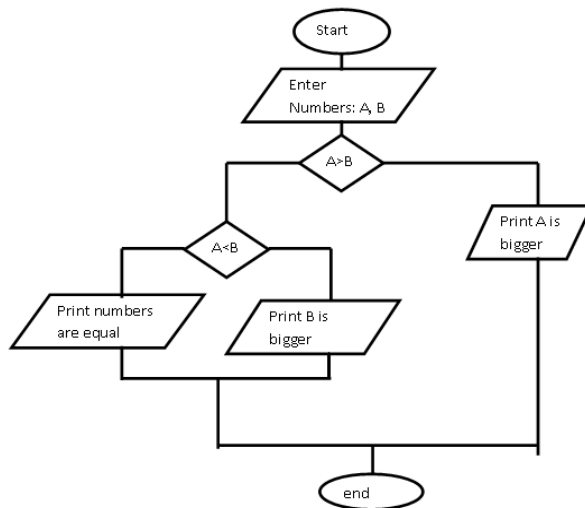 Start
Enter
Numbers: A, B
A>B
Print A is
bigger
A<B
Print numbers
are equal
Print B is
bigger
end